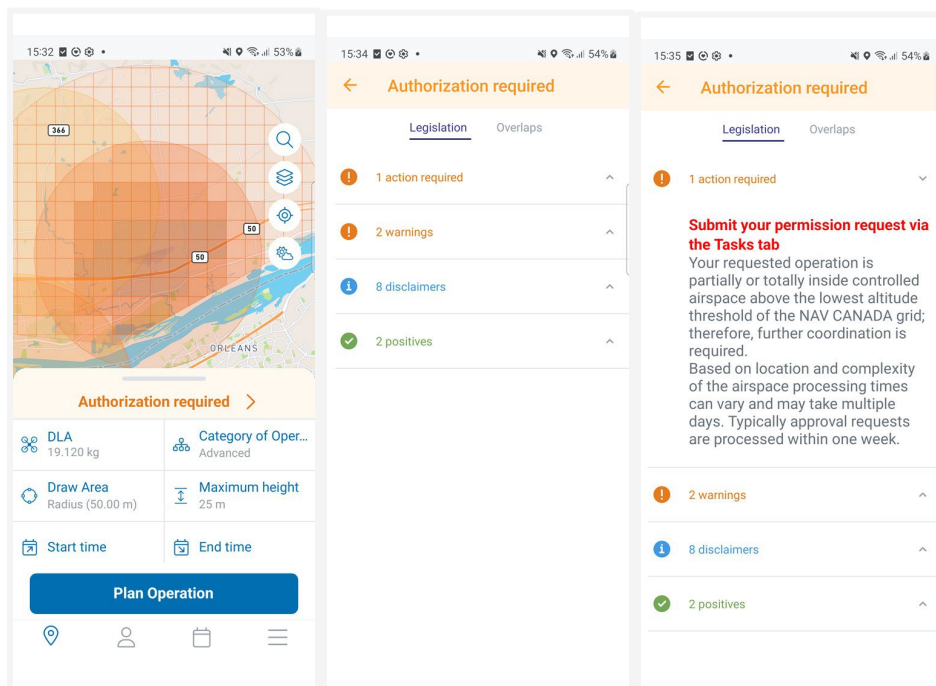 15:32
53%
366
50
50
ORLEANS
Authorization required
DLA
19.120 kg
Category of Oper...
Advanced
Draw Area
Radius (50.00 m)
Maximum height
25 m
Start time
End time
Plan Operation
15:34
54%
Authorization required
Legislation
Overlaps
1 action required
2 warnings
8 disclaimers
2 positives
15:35
54%
Authorization required
Legislation
Overlaps
1 action required
Submit your permission request via
the Tasks tab
Your requested operation is
partially or totally inside controlled
airspace above the lowest altitude
threshold of the NAV CANADA grid;
therefore, further coordination is
required.
Based on location and complexity
of the airspace processing times
can vary and may take multiple
days. Typically approval requests
are processed within one week.
2 warnings
8 disclaimers
2 positives